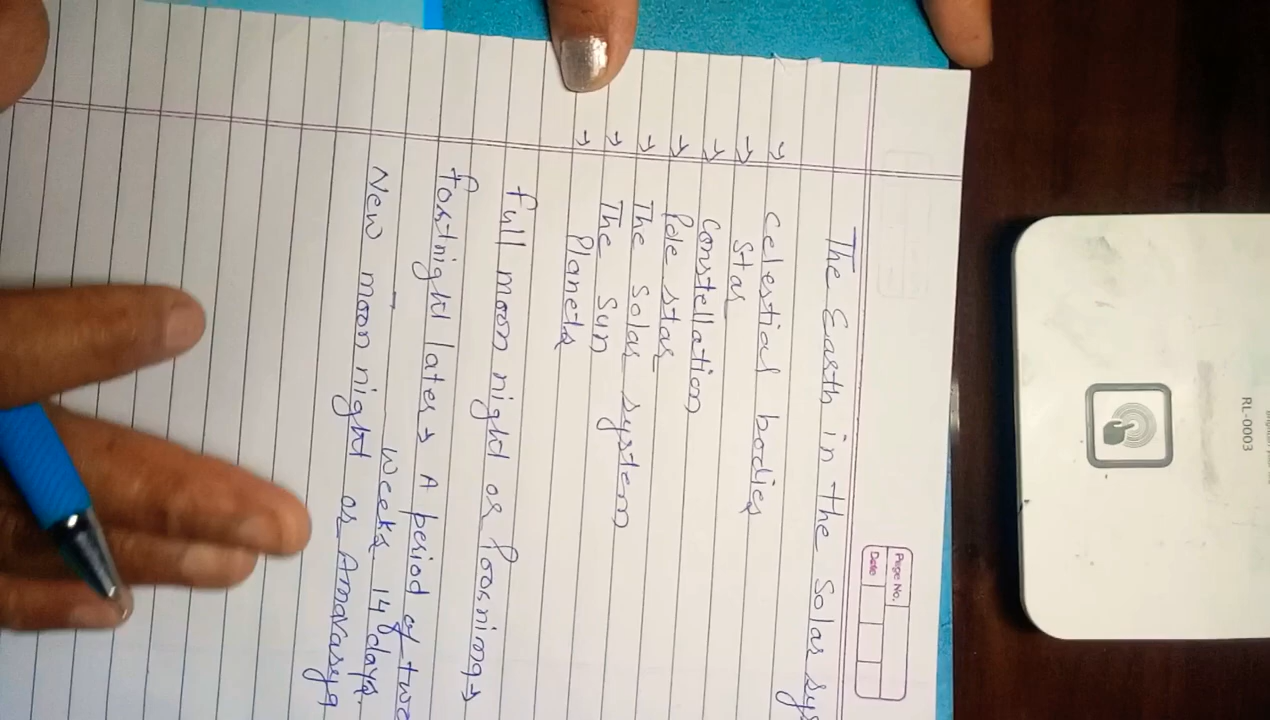 Page No.
Date
The Earth in the Solar Sys
→ Celestial bodies
→ Star
→ Constellation
→ Pole star
→ The Solar system
→ The Sun
→ Planets
Full moon night or Poornima→
Fortnight later → A period of two
weeks 14 days.
New moon night or Amavasya
RL-0003